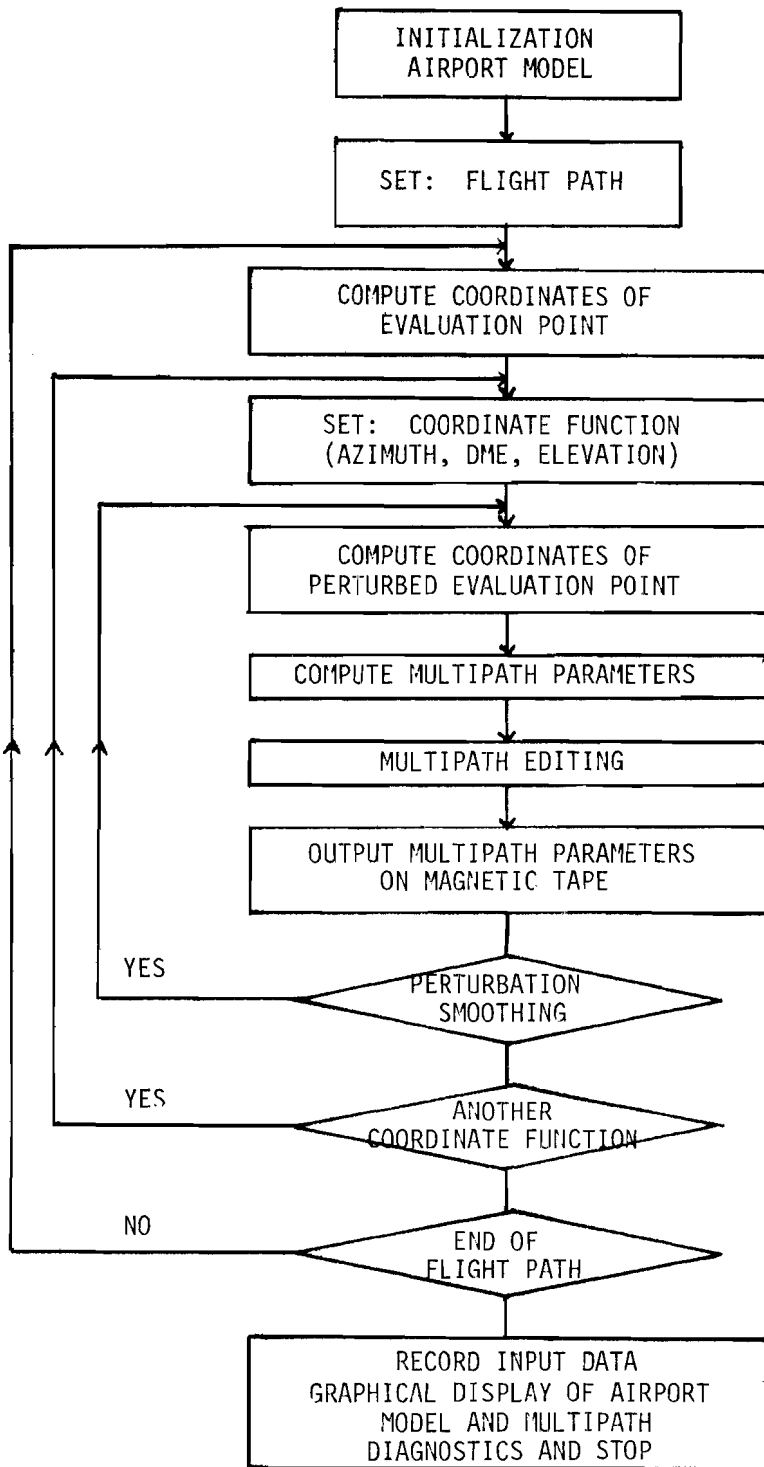 INITIALIZATION
AIRPORT MODEL
SET: FLIGHT PATH
COMPUTE COORDINATES OF
EVALUATION POINT
SET: COORDINATE FUNCTION
(AZIMUTH, DME, ELEVATION)
COMPUTE COORDINATES OF
PERTURBED EVALUATION POINT
COMPUTE MULTIPATH PARAMETERS
MULTIPATH EDITING
OUTPUT MULTIPATH PARAMETERS
ON MAGNETIC TAPE
YES
PERTURBATION
SMOOTHING
YES
ANOTHER
COORDINATE FUNCTION
NO
END OF
FLIGHT PATH
RECORD INPUT DATA
GRAPHICAL DISPLAY OF AIRPORT
MODEL AND MULTIPATH
DIAGNOSTICS AND STOP